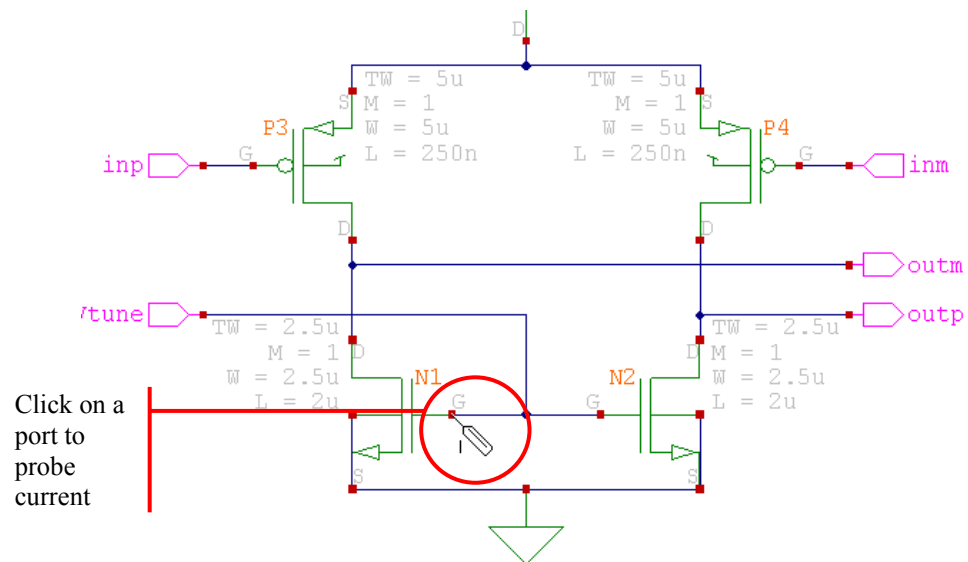 D
TW = 5u
M = 1
W = 5u
L = 250n
S
P3
G
D
TW = 5u
M = 1
W = 5u
L = 250n
S
P4
G
D
inp
inm
outm
outp
/tune
TW = 2.5u
M = 1
W = 2.5u
L = 2u
D
N1
G
S
I
TW = 2.5u
M = 1
W = 2.5u
L = 2u
D
N2
G
S
Click on a
port to
probe
current